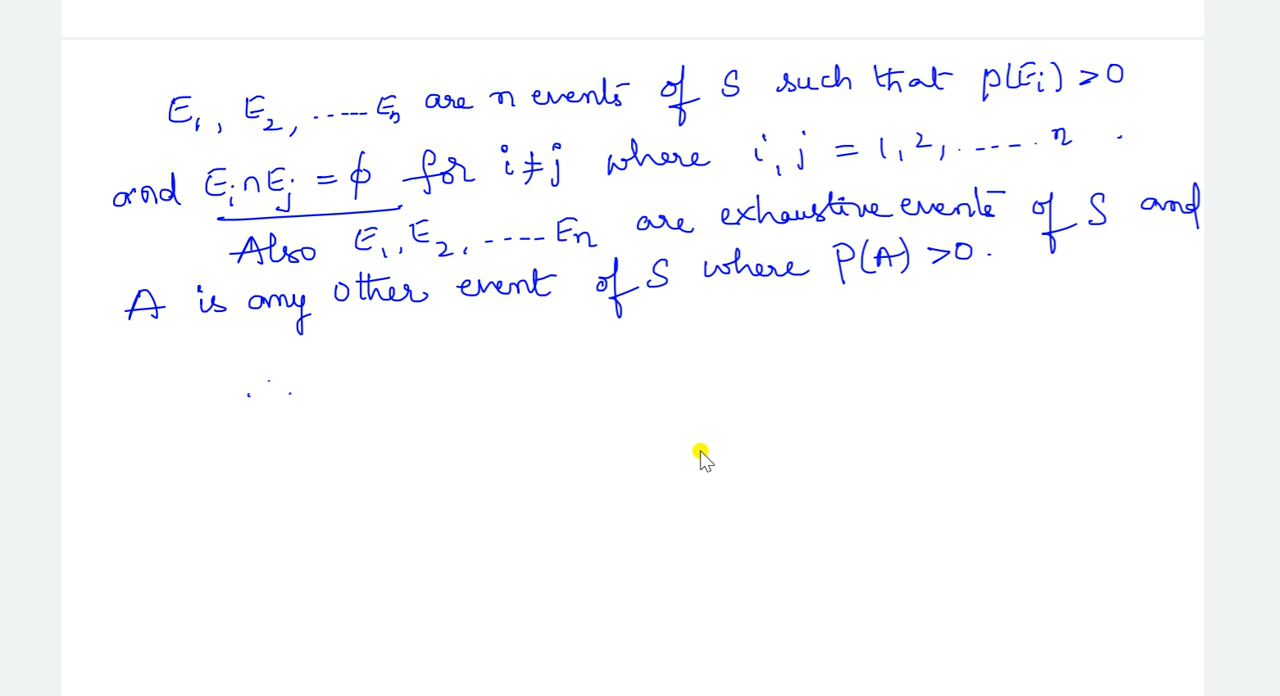 E₁, E₂, ..... Eₙ are n events of S such that p(Eᵢ) > 0
and Eᵢ ∩ Eⱼ = φ for i ≠ j where i, j = 1, 2, ..... n .
Also E₁, E₂, ..... Eₙ are exhaustive events of S and
A is any other event of S where P(A) > 0.
∴